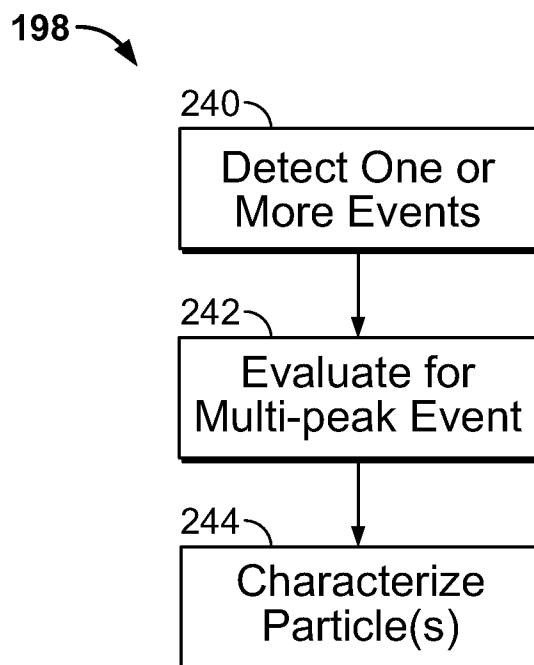 198
240
Detect One or
More Events
242
Evaluate for
Multi-peak Event
244
Characterize
Particle(s)